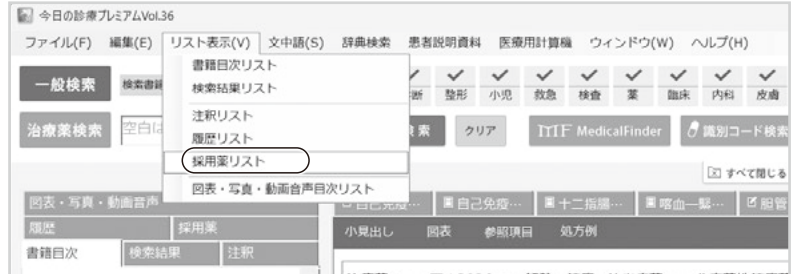 今日の診療プレミアムVol.36
ファイル(F) 編集(E) リスト表示(V) 文中語(S) 辞典検索 患者説明資料 医療用計算機 ウィンドウ(W) ヘルプ(H)
書籍目次リスト
検索結果リスト
注釈リスト
履歴リスト
採用薬リスト
図表・写真・動画音声目次リスト
一般検索 検索書籍 整形 小児 救急 検査 薬 臨床 内科 皮膚
治療薬検索 空白は 索 クリア MF MedicalFinder 識別コード検索
すべて閉じる
図表・写真・動画音声 自己免疫… 十二指腸… 喀血―緊… 胆管
履歴 採用薬 小見出し 図表 参照項目 処方例
書籍目次 検索結果 注釈